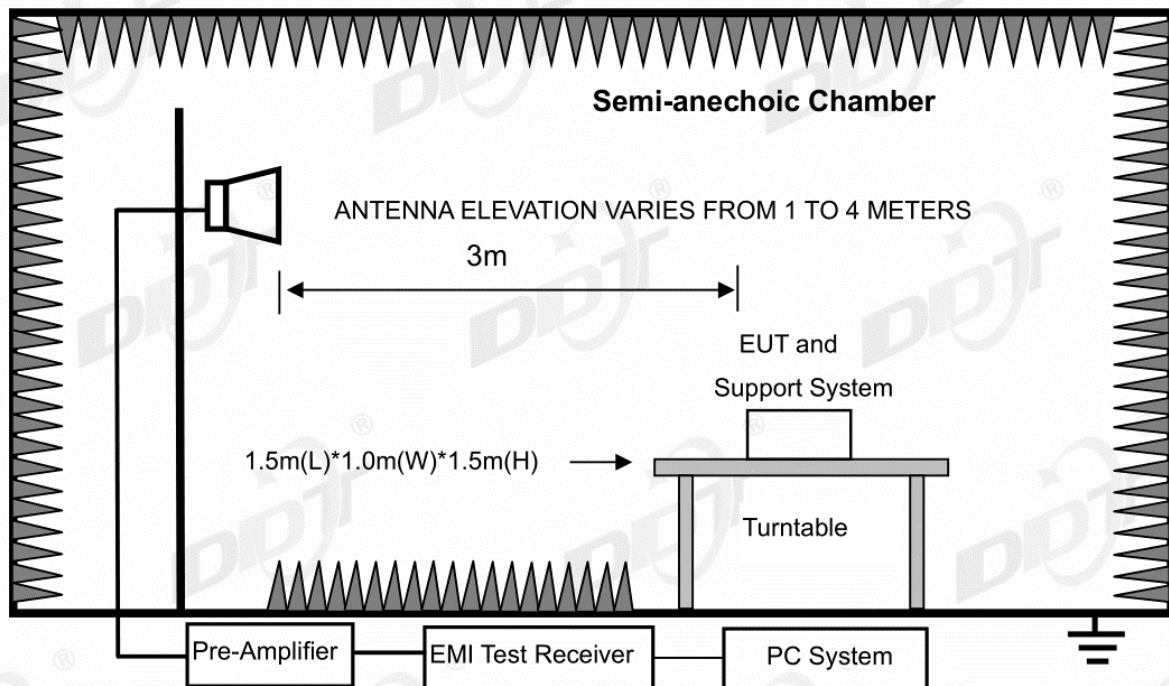 Semi-anechoic Chamber
ANTENNA ELEVATION VARIES FROM 1 TO 4 METERS
3m
EUT and
Support System
1.5m(L)*1.0m(W)*1.5m(H)
Turntable
Pre-Amplifier
EMI Test Receiver
PC System
DDT®